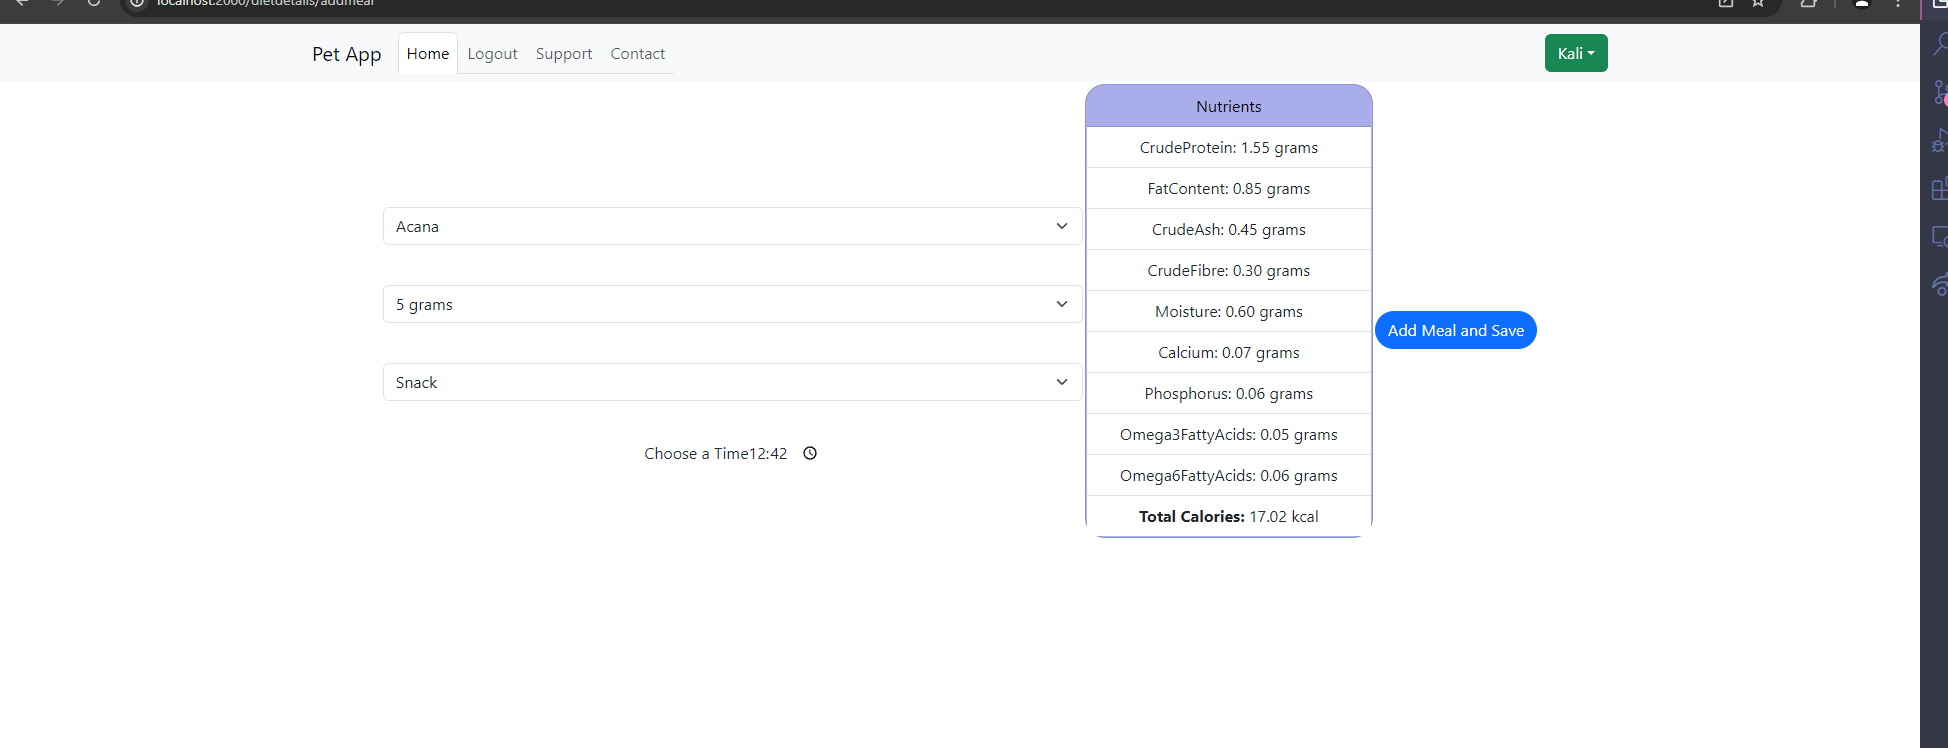 localhost:2000/dietdetails/addmeal
Pet App Home Logout Support Contact Kali
Nutrients
CrudeProtein: 1.55 grams
FatContent: 0.85 grams
Acana
CrudeAsh: 0.45 grams
CrudeFibre: 0.30 grams
5 grams
Moisture: 0.60 grams
Add Meal and Save
Calcium: 0.07 grams
Snack
Phosphorus: 0.06 grams
Omega3FattyAcids: 0.05 grams
Choose a Time12:42
Omega6FattyAcids: 0.06 grams
Total Calories: 17.02 kcal